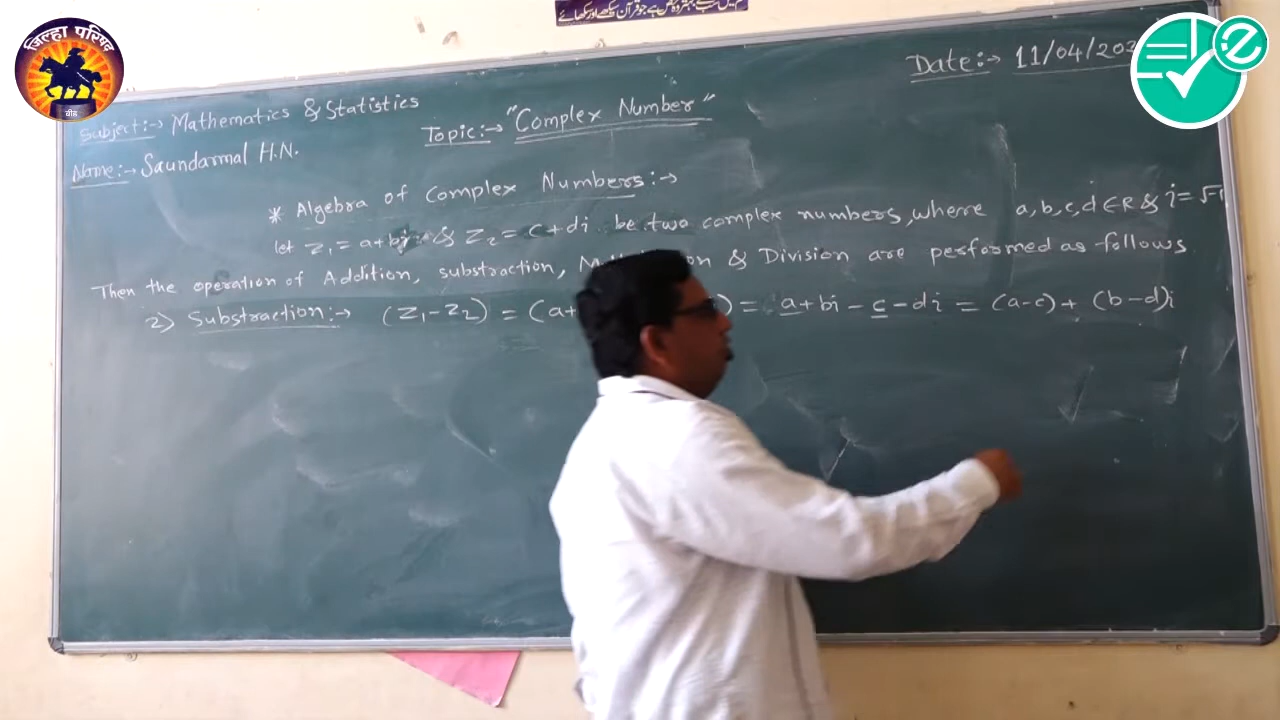 जिल्हा परिषद
बीड
Date:→ 11/04/202
Subject:→ Mathematics & Statistics
Topic:→ "Complex Number"
Name:→ Saundarmal H.N.
* Algebra of Complex Numbers:→
let z₁ = a+bi & z₂ = c+di be two complex numbers, where a,b,c,d ∈ R & i = √-1
Then the operation of Addition, substraction, & Division are performed as follows
2) Substraction:→ (z₁-z₂) = (a+ ) = a+bi-c-di = (a-c) + (b-d)i